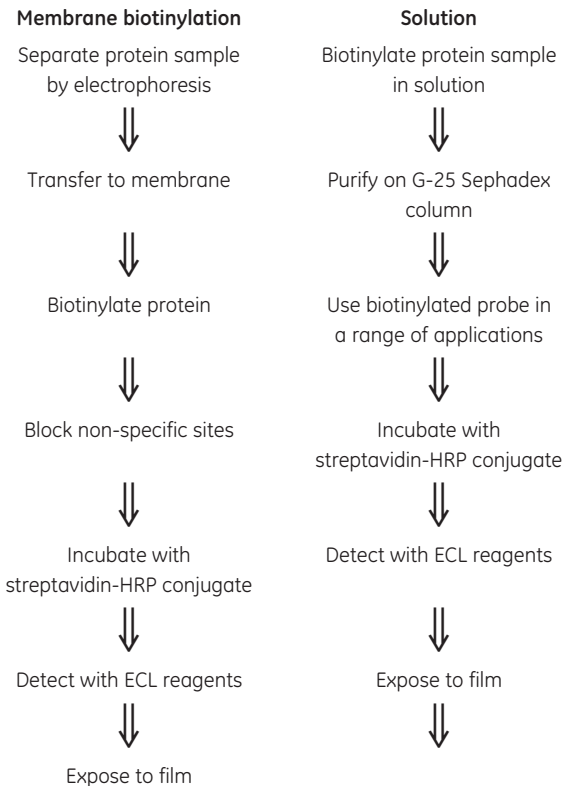 Membrane biotinylation
Separate protein sample
by electrophoresis
Transfer to membrane
Biotinylate protein
Block non-specific sites
Incubate with
streptavidin-HRP conjugate
Detect with ECL reagents
Expose to film
Solution
Biotinylate protein sample
in solution
Purify on G-25 Sephadex
column
Use biotinylated probe in
a range of applications
Incubate with
streptavidin-HRP conjugate
Detect with ECL reagents
Expose to film